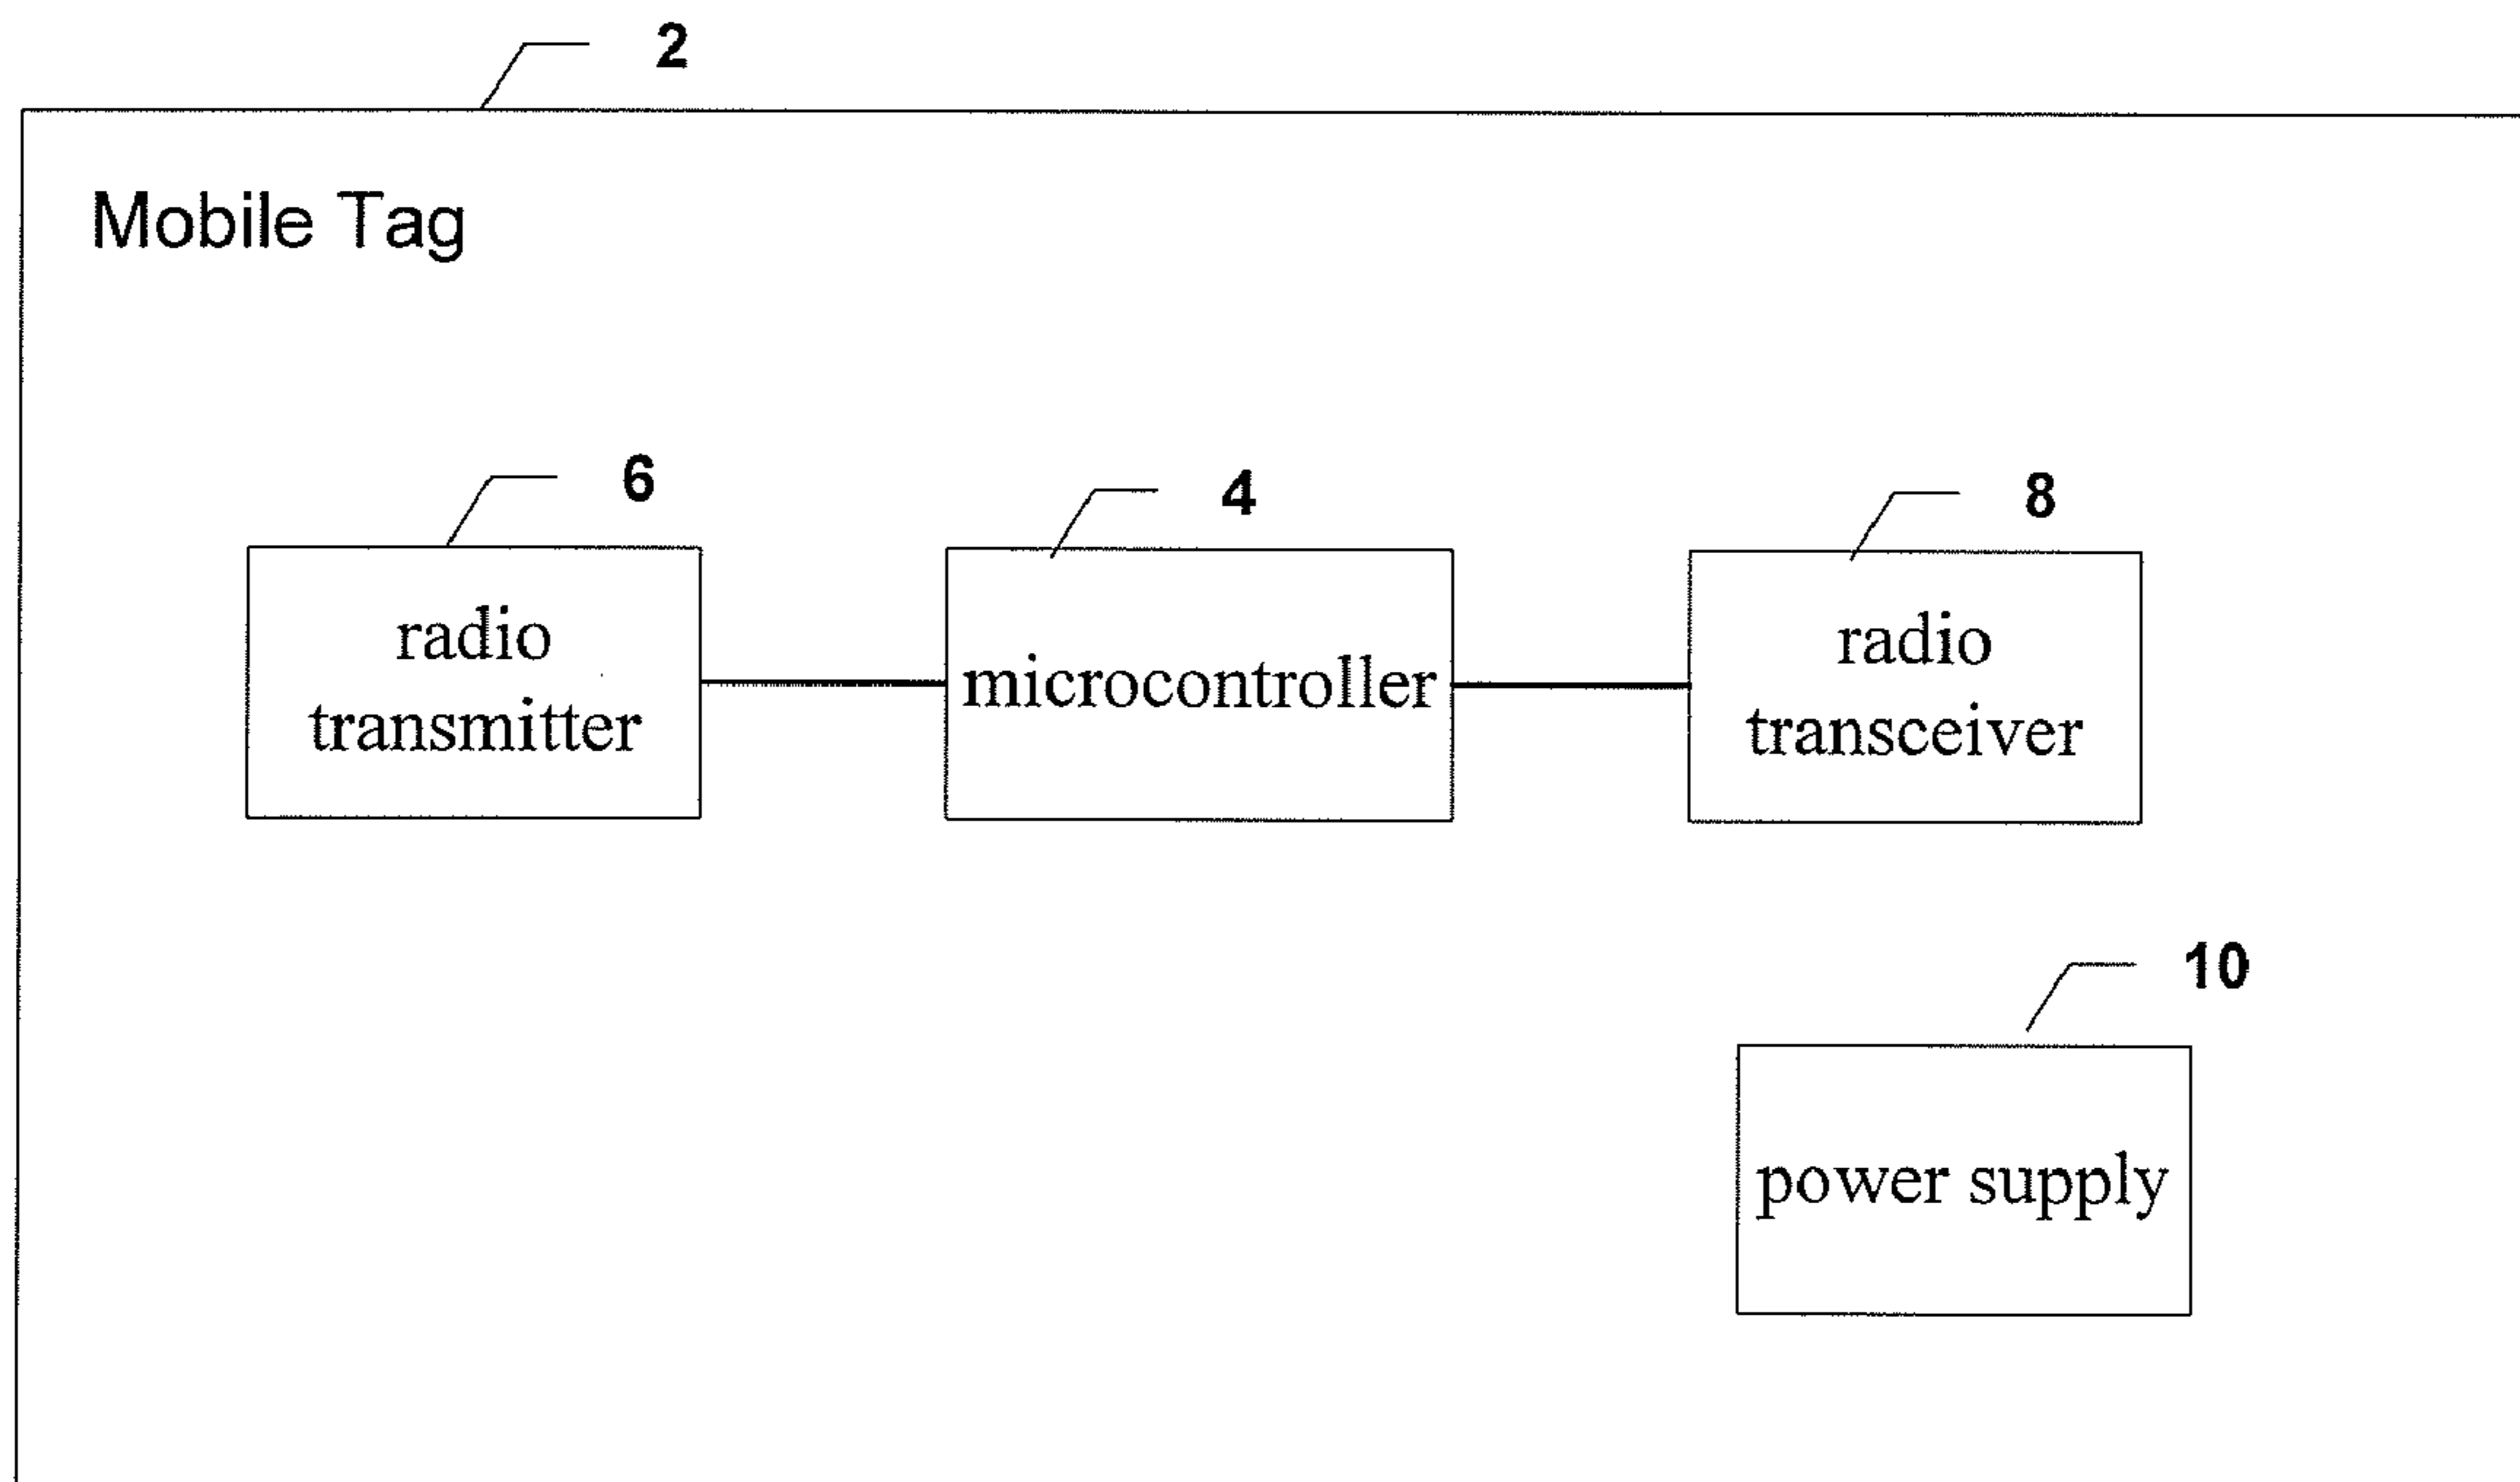 2
Mobile Tag
6
4
8
radio
transmitter
microcontroller
radio
transceiver
10
power supply